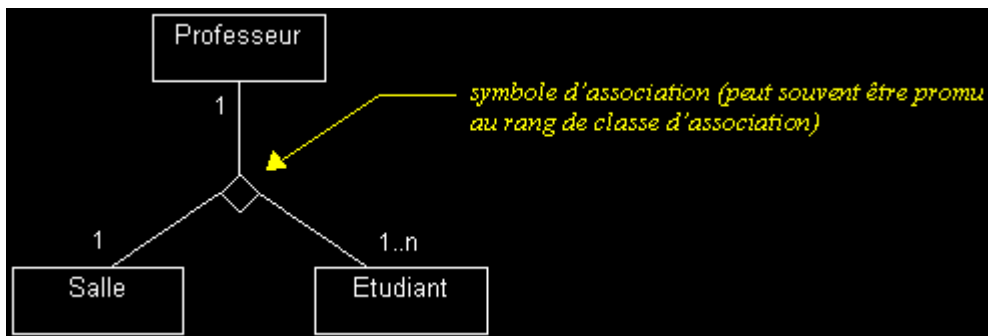 Professeur
1
symbole d'association (peut souvent être promu
au rang de classe d'association)
1
1..n
Salle
Etudiant